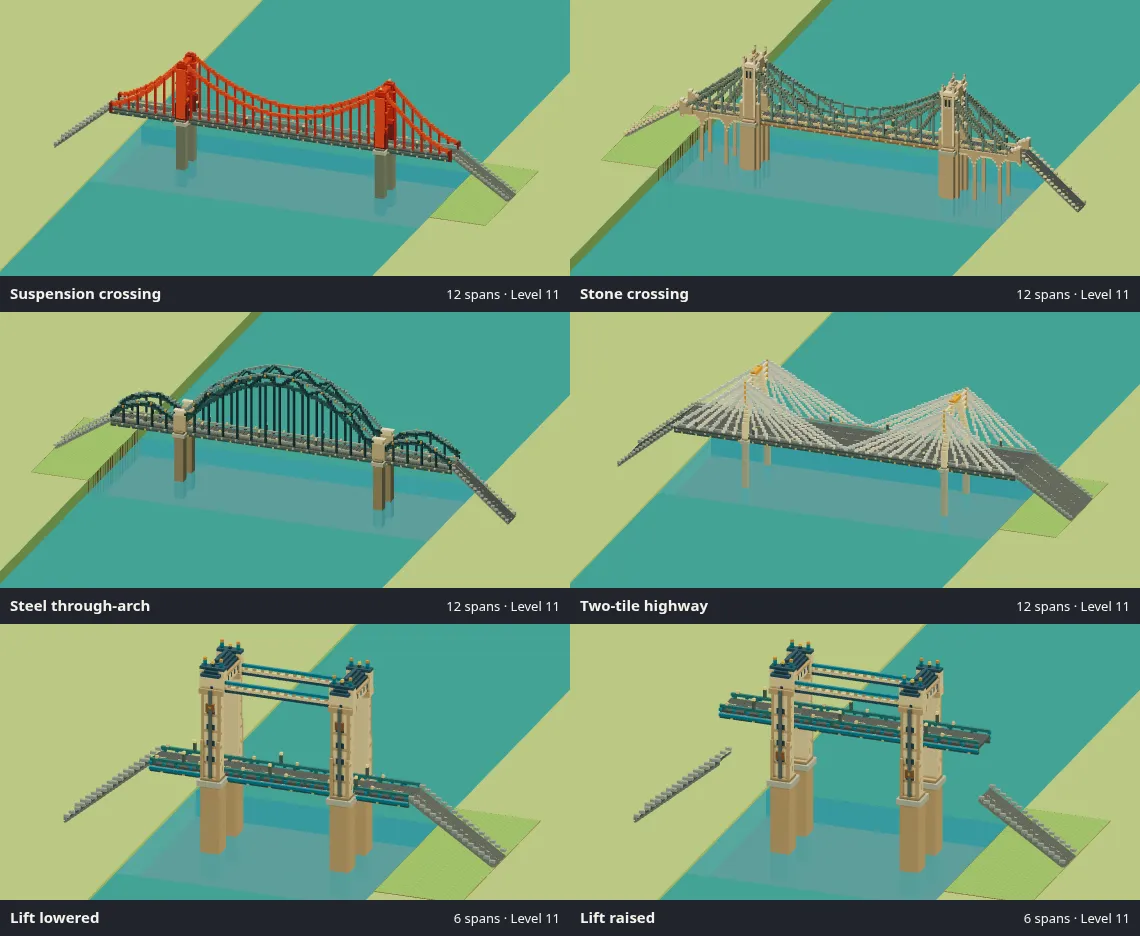 Suspension crossing 12 spans · Level 11
Stone crossing 12 spans · Level 11
Steel through-arch 12 spans · Level 11
Two-tile highway 12 spans · Level 11
Lift lowered 6 spans · Level 11
Lift raised 6 spans · Level 11